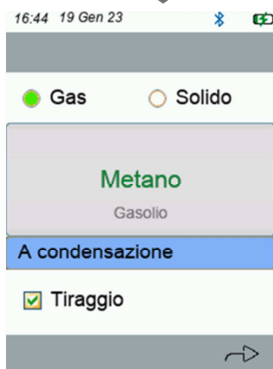 16:44 19 Gen 23
Gas Solido
Metano
Gasolio
A condensazione
Tiraggio